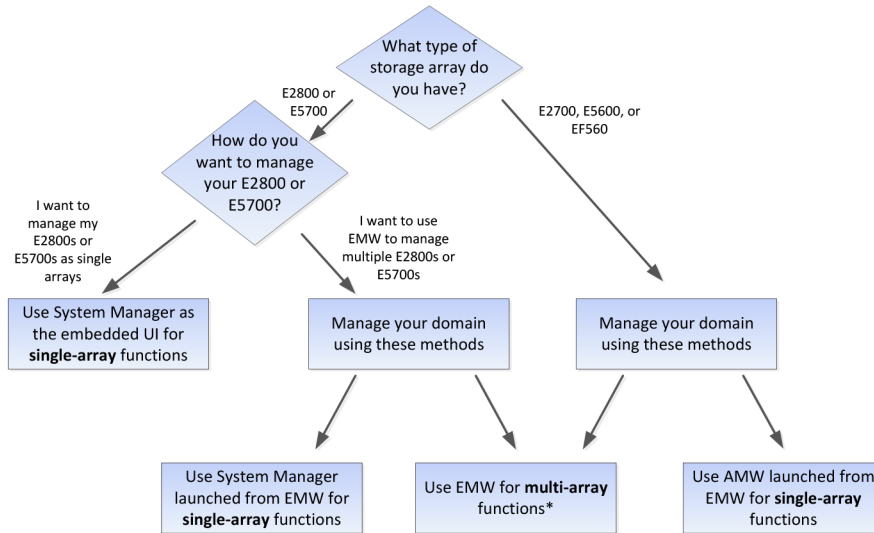 What type of
storage array do
you have?
E2800 or
E5700
E2700, E5600, or
EF560
How do you
want to manage
your E2800 or
E5700?
I want to
manage my
E2800s or
E5700s as single
arrays
I want to use
EMW to manage
multiple E2800s or
E5700s
Use System Manager as
the embedded UI for
single-array functions
Manage your domain
using these methods
Manage your domain
using these methods
Use System Manager
launched from EMW for
single-array functions
Use EMW for multi-array
functions*
Use AMW launched from
EMW for single-array
functions